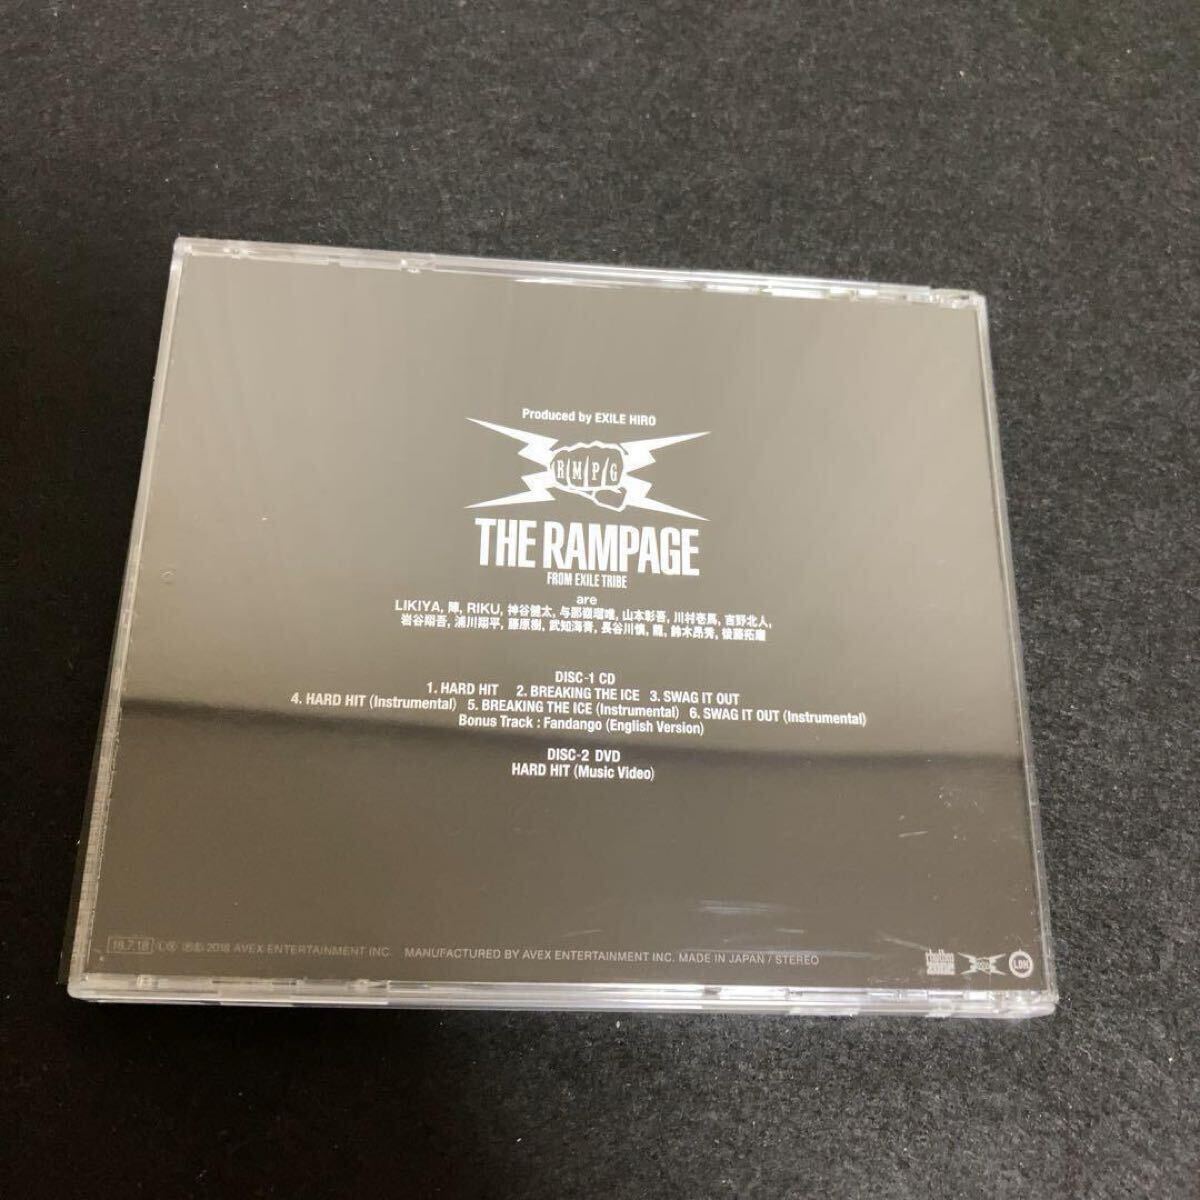 Produced by EXILE HIRO
RMPG
THE RAMPAGE
FROM EXILE TRIBE
are
LIKIYA, 陣, RIKU, 神谷健太, 与那嶺瑠唯, 山本彰吾, 川村壱馬, 吉野北人,
岩谷翔吾, 浦川翔平, 藤原樹, 武知海青, 長谷川慎, 龍, 鈴木昂秀, 後藤拓磨
DISC-1 CD
1. HARD HIT 2. BREAKING THE ICE 3. SWAG IT OUT
4. HARD HIT (Instrumental) 5. BREAKING THE ICE (Instrumental) 6. SWAG IT OUT (Instrumental)
Bonus Track : Fandango (English Version)
DISC-2 DVD
HARD HIT (Music Video)
18.7.18 2018 AVEX ENTERTAINMENT INC. MANUFACTURED BY AVEX ENTERTAINMENT INC. MADE IN JAPAN / STEREO
rhythm zone LDH